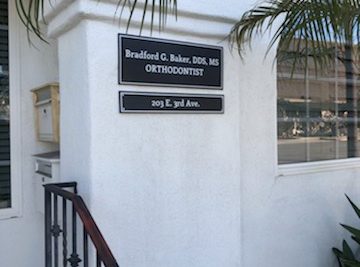 Bradford G. Baker, DDS, MS
ORTHODONTIST
203 E. 3rd Ave.